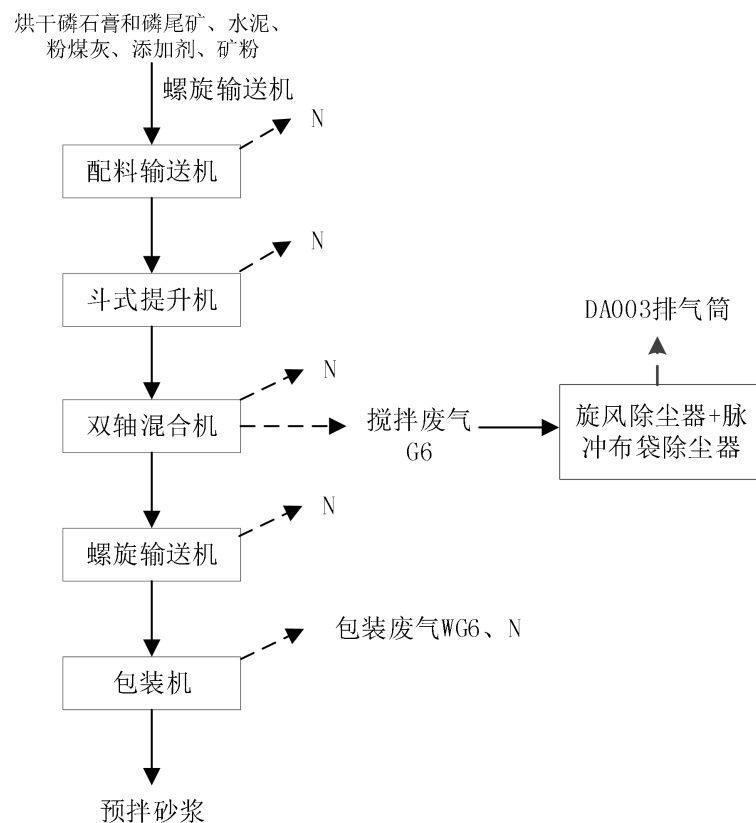 烘干磷石膏和磷尾矿、水泥、
粉煤灰、添加剂、矿粉
螺旋输送机
N
配料输送机
N
斗式提升机
DA003排气筒
N
双轴混合机
搅拌废气
G6
旋风除尘器+脉
冲布袋除尘器
N
螺旋输送机
包装废气WG6、N
包装机
预拌砂浆